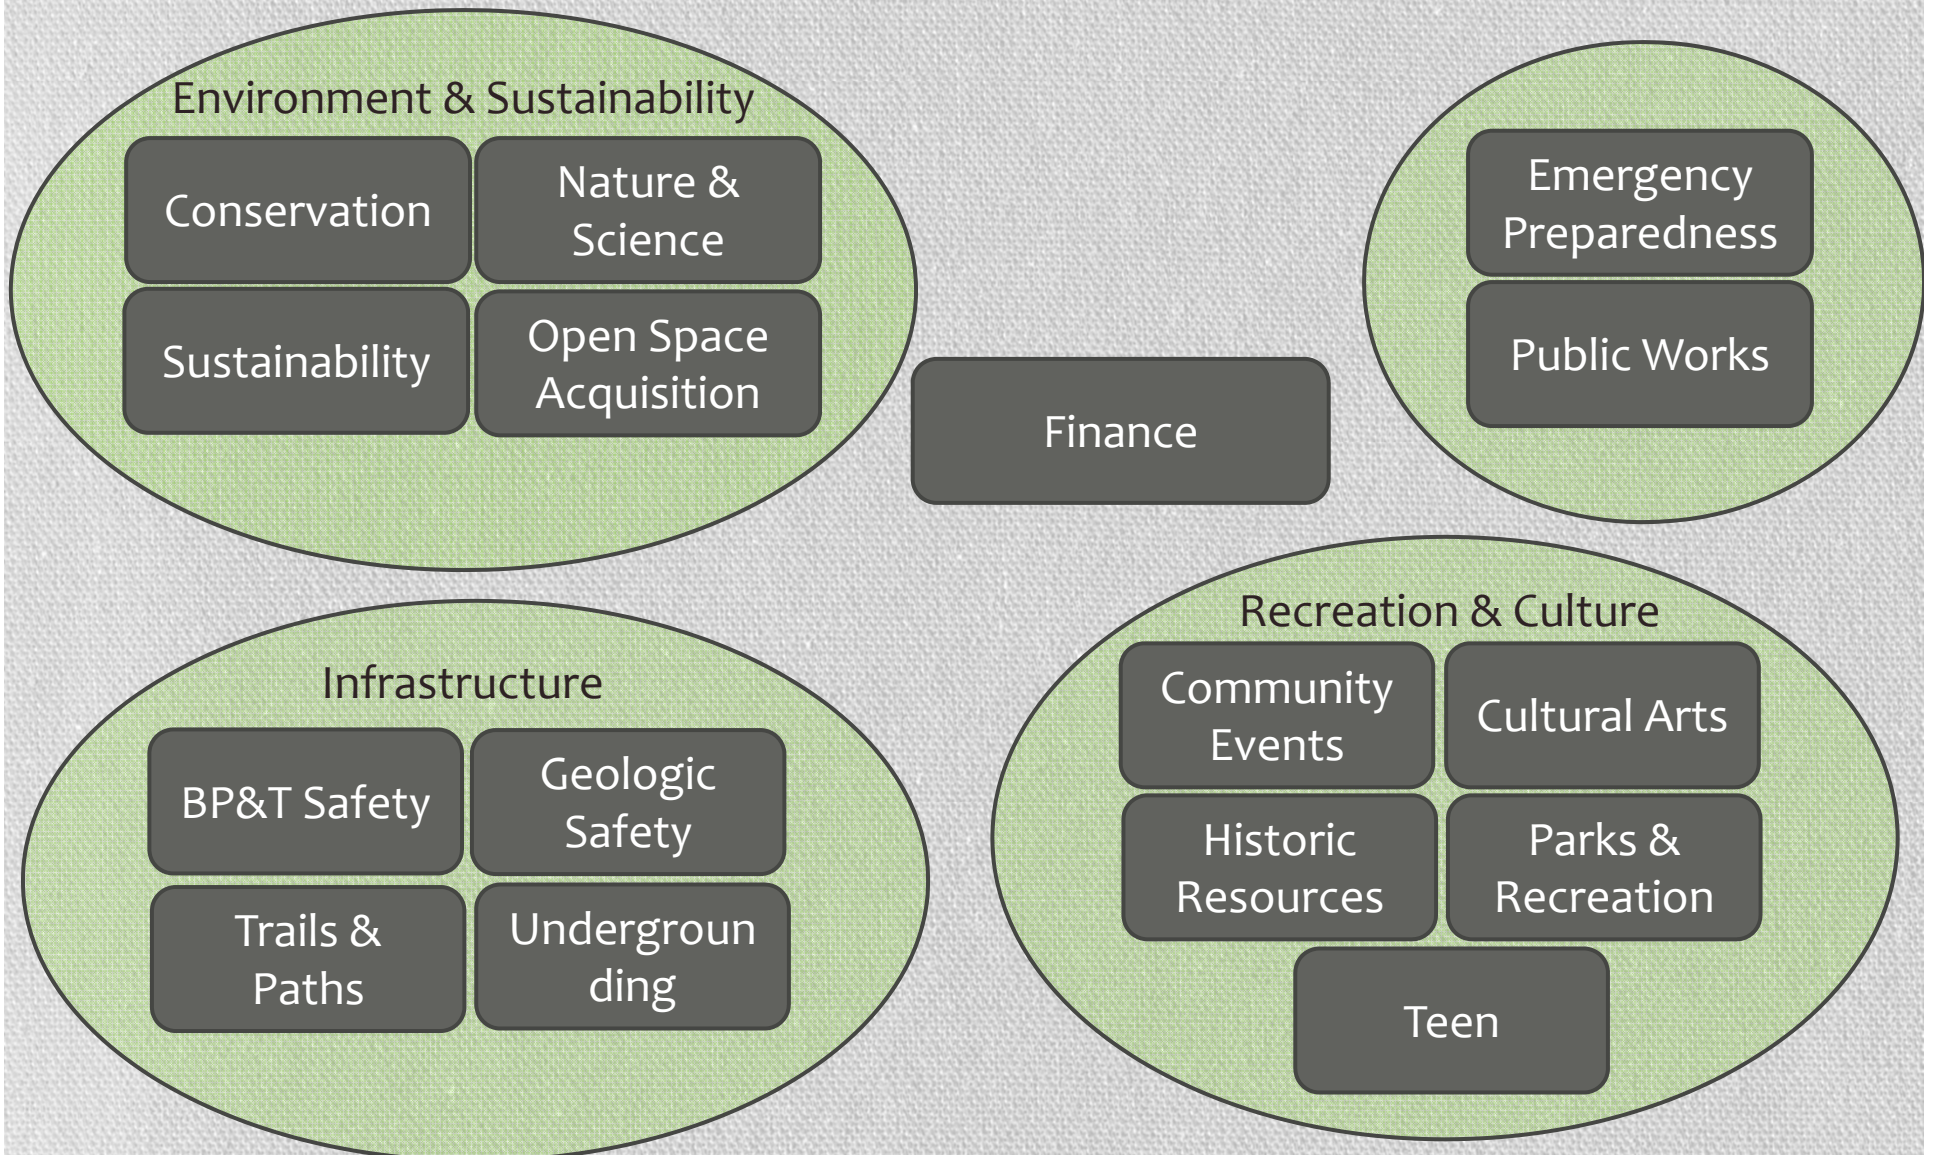 Environment & Sustainability
Conservation
Nature &
Science
Sustainability
Open Space
Acquisition
Finance
Emergency
Preparedness
Public Works
Infrastructure
BP&T Safety
Geologic
Safety
Trails &
Paths
Undergroun
ding
Recreation & Culture
Community
Events
Cultural Arts
Historic
Resources
Parks &
Recreation
Teen